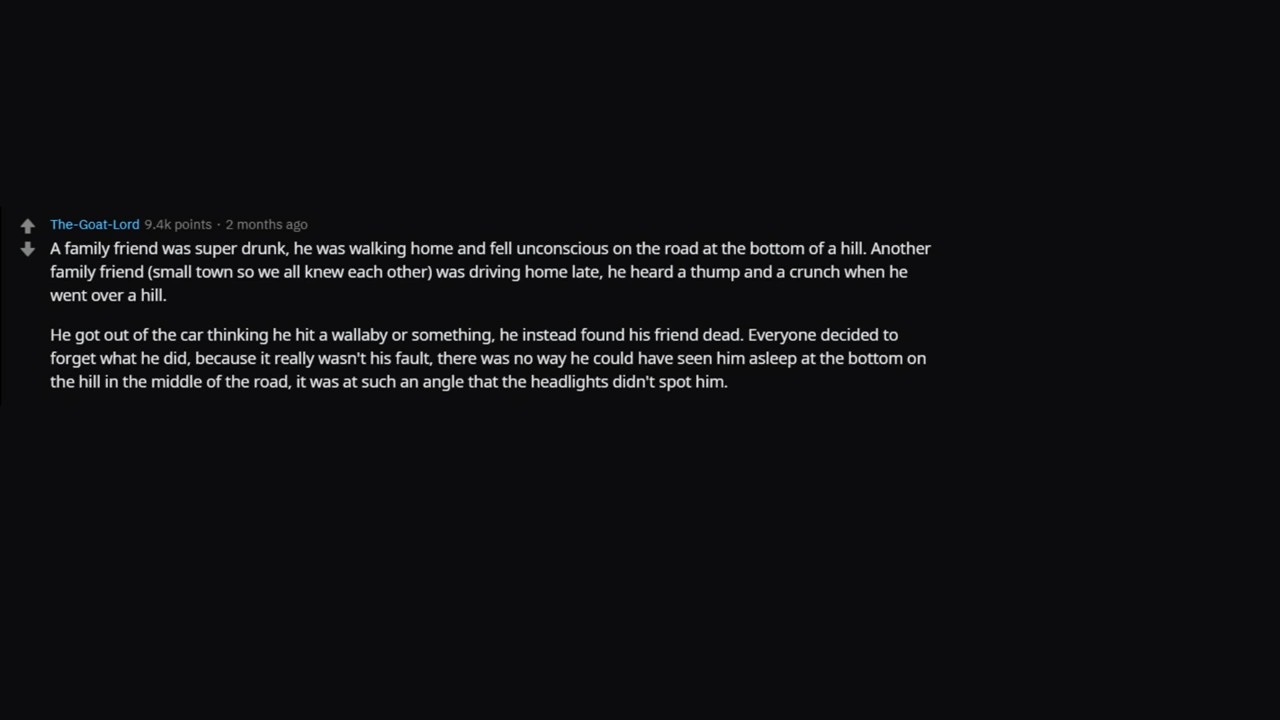 The-Goat-Lord 9.4k points · 2 months ago
A family friend was super drunk, he was walking home and fell unconscious on the road at the bottom of a hill. Another
family friend (small town so we all knew each other) was driving home late, he heard a thump and a crunch when he
went over a hill.
He got out of the car thinking he hit a wallaby or something, he instead found his friend dead. Everyone decided to
forget what he did, because it really wasn't his fault, there was no way he could have seen him asleep at the bottom on
the hill in the middle of the road, it was at such an angle that the headlights didn't spot him.